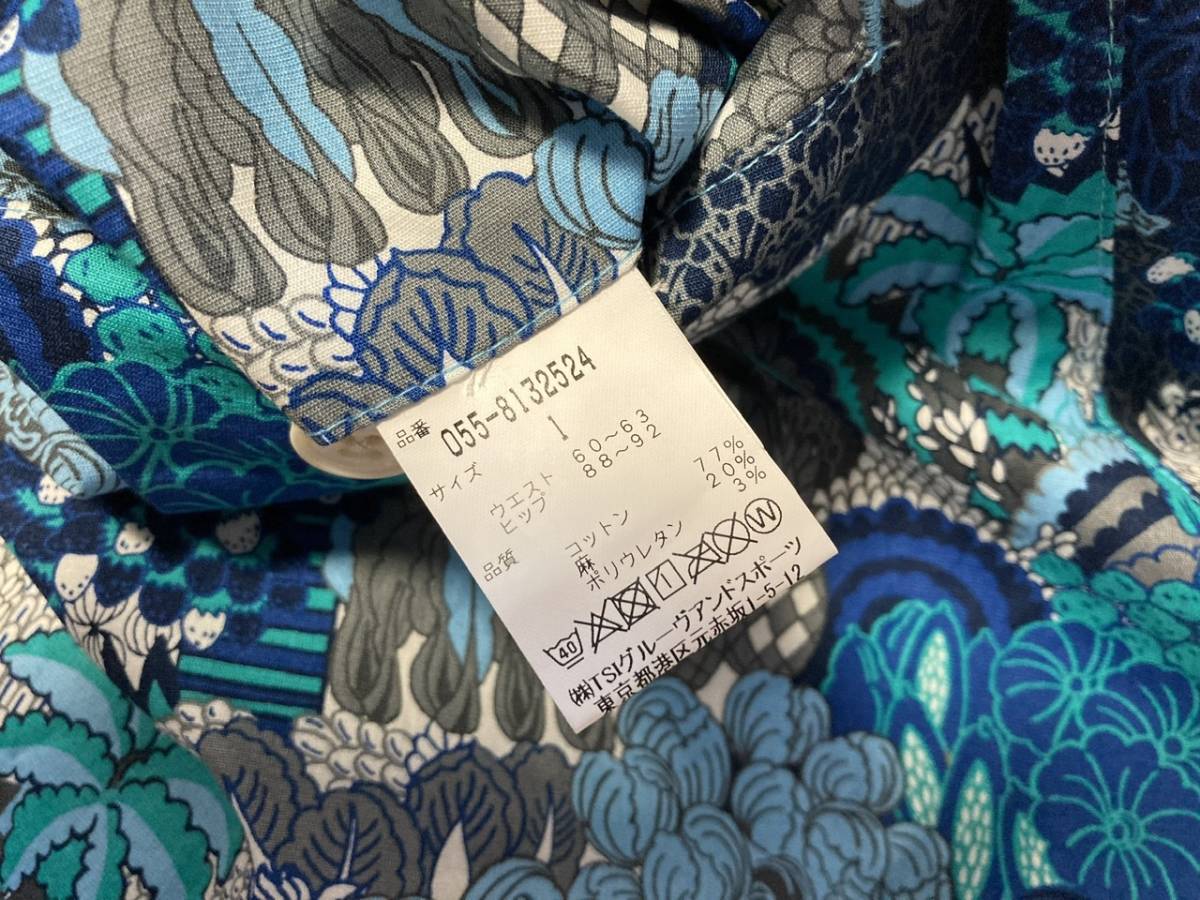 品番 055-8132524
サイズ 1
ウエスト 60~63
ヒップ 88~92
品質 コットン 77%
麻 20%
ポリウレタン 3%
40 1 W
㈱TSIグルーヴアンドスポーツ
東京都港区元赤坂1-5-12